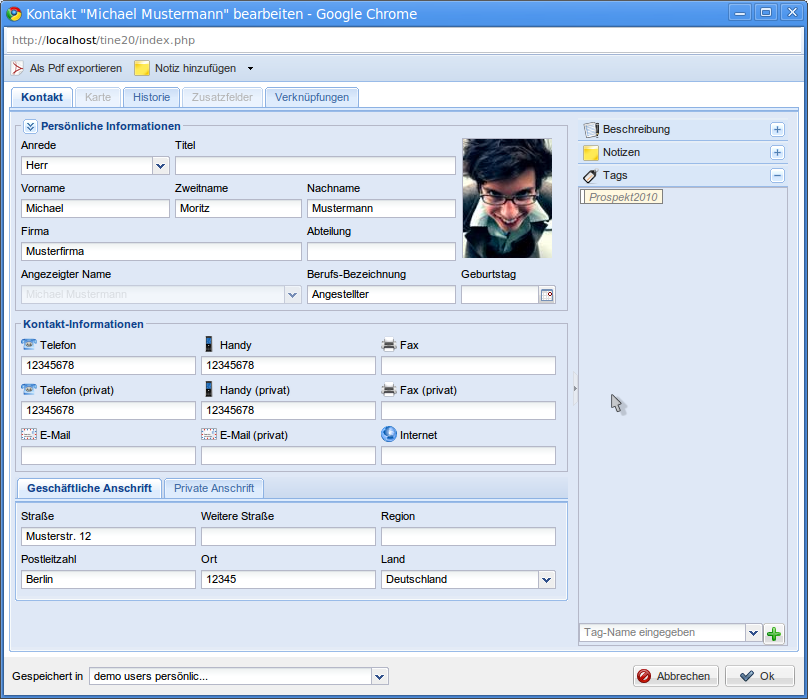 Kontakt "Michael Mustermann" bearbeiten - Google Chrome
http://localhost/tine20/index.php
Als Pdf exportieren Notiz hinzufügen
Kontakt Karte Historie Zusatzfelder Verknüpfungen
Persönliche Informationen
Anrede Titel
Herr
Vorname Zweitname Nachname
Michael Moritz Mustermann
Firma Abteilung
Musterfirma
Angezeigter Name Berufs-Bezeichnung Geburtstag
Michael Mustermann Angestellter
Kontakt-Informationen
Telefon Handy Fax
12345678 12345678
Telefon (privat) Handy (privat) Fax (privat)
12345678 12345678
E-Mail E-Mail (privat) Internet
Geschäftliche Anschrift Private Anschrift
Straße Weitere Straße Region
Musterstr. 12
Postleitzahl Ort Land
Berlin 12345 Deutschland
Beschreibung
Notizen
Tags
Prospekt2010
Tag-Name eingegeben
Gespeichert in demo users persönlic... Abbrechen Ok